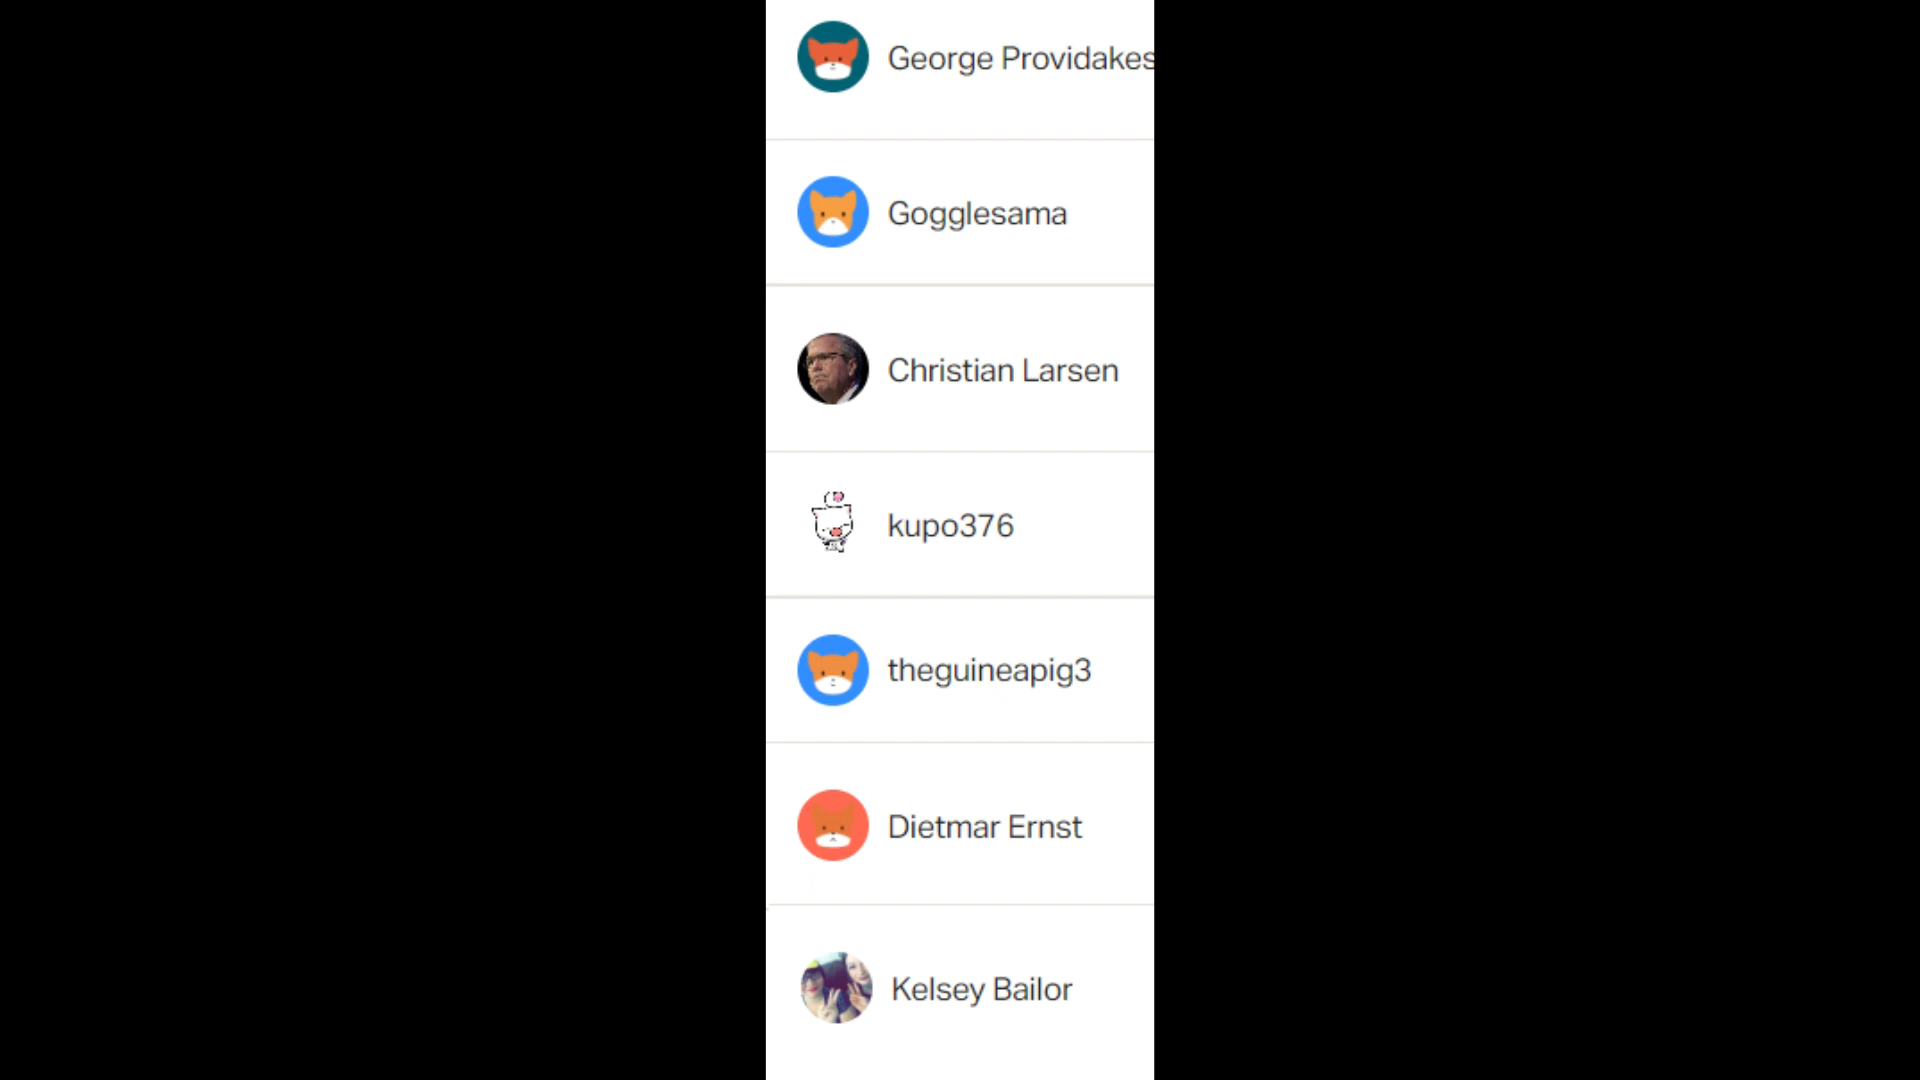 George Providakes
Gogglesama
Christian Larsen
kupo376
theguineapig3
Dietmar Ernst
Kelsey Bailor